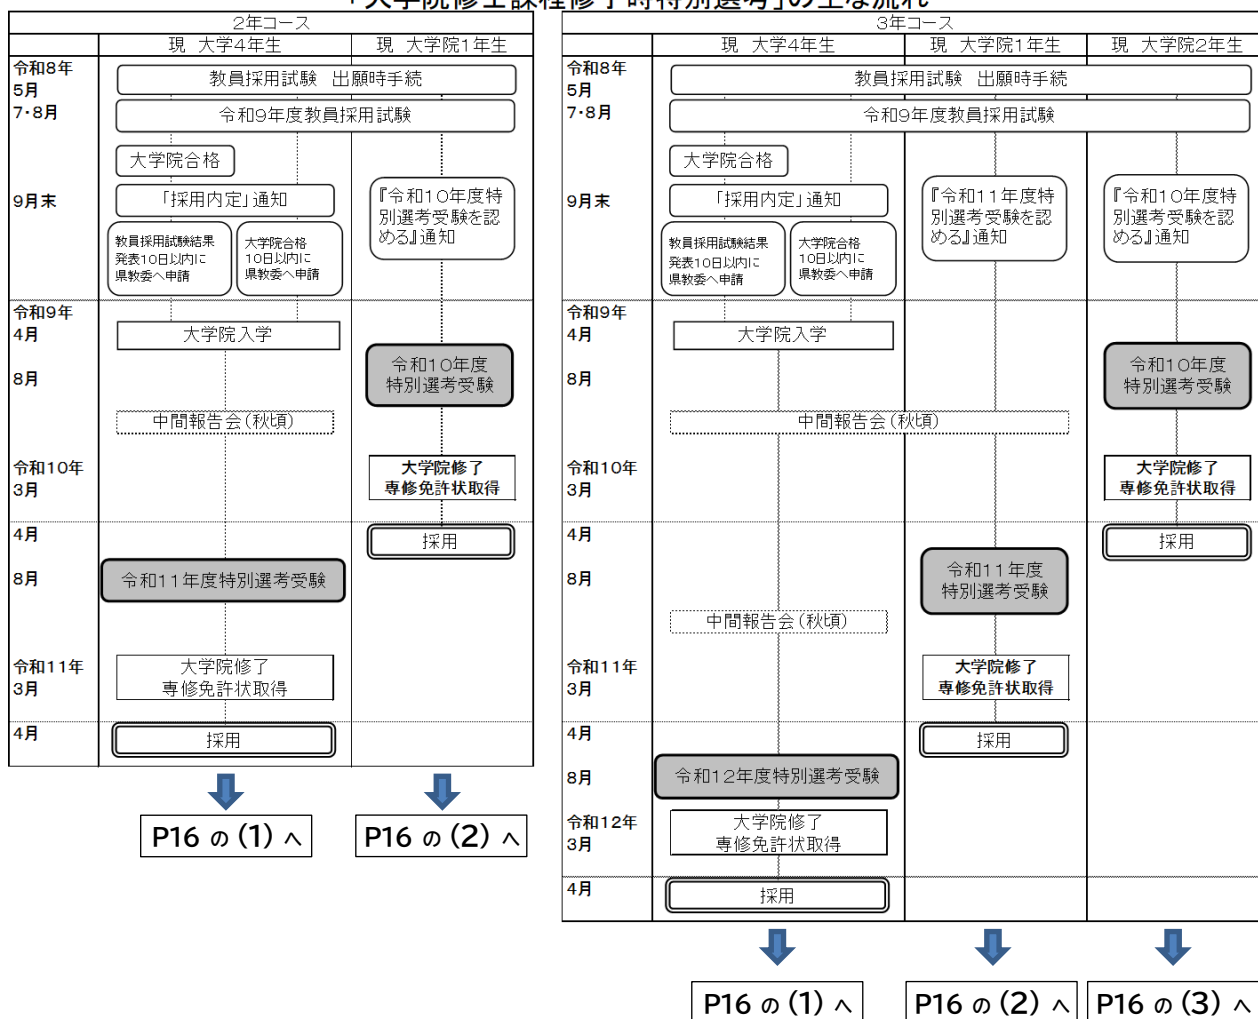 「大学院修士課程修了時特別選考」の主な流れ
2年コース
現 大学4年生
現 大学院1年生
令和8年
5月
教員採用試験 出願時手続
7・8月
令和9年度教員採用試験
大学院合格
9月末
「採用内定」通知
『令和10年度特
別選考受験を認
める』通知
教員採用試験結果
発表10日以内に
県教委へ申請
大学院合格
10日以内に
県教委へ申請
令和9年
4月
大学院入学
8月
令和10年度
特別選考受験
中間報告会(秋頃)
令和10年
3月
大学院修了
専修免許状取得
4月
採用
8月
令和11年度特別選考受験
令和11年
3月
大学院修了
専修免許状取得
4月
採用
P16 の (1) へ
P16 の (2) へ
3年コース
現 大学4年生
現 大学院1年生
現 大学院2年生
令和8年
5月
教員採用試験 出願時手続
7・8月
令和9年度教員採用試験
大学院合格
9月末
「採用内定」通知
『令和11年度特
別選考受験を認
める』通知
『令和10年度特
別選考受験を認
める』通知
教員採用試験結果
発表10日以内に
県教委へ申請
大学院合格
10日以内に
県教委へ申請
令和9年
4月
大学院入学
8月
令和10年度
特別選考受験
中間報告会(秋頃)
令和10年
3月
大学院修了
専修免許状取得
4月
採用
8月
令和11年度
特別選考受験
中間報告会(秋頃)
令和11年
3月
大学院修了
専修免許状取得
4月
採用
8月
令和12年度特別選考受験
令和12年
3月
大学院修了
専修免許状取得
4月
採用
P16 の (1) へ
P16 の (2) へ
P16 の (3) へ